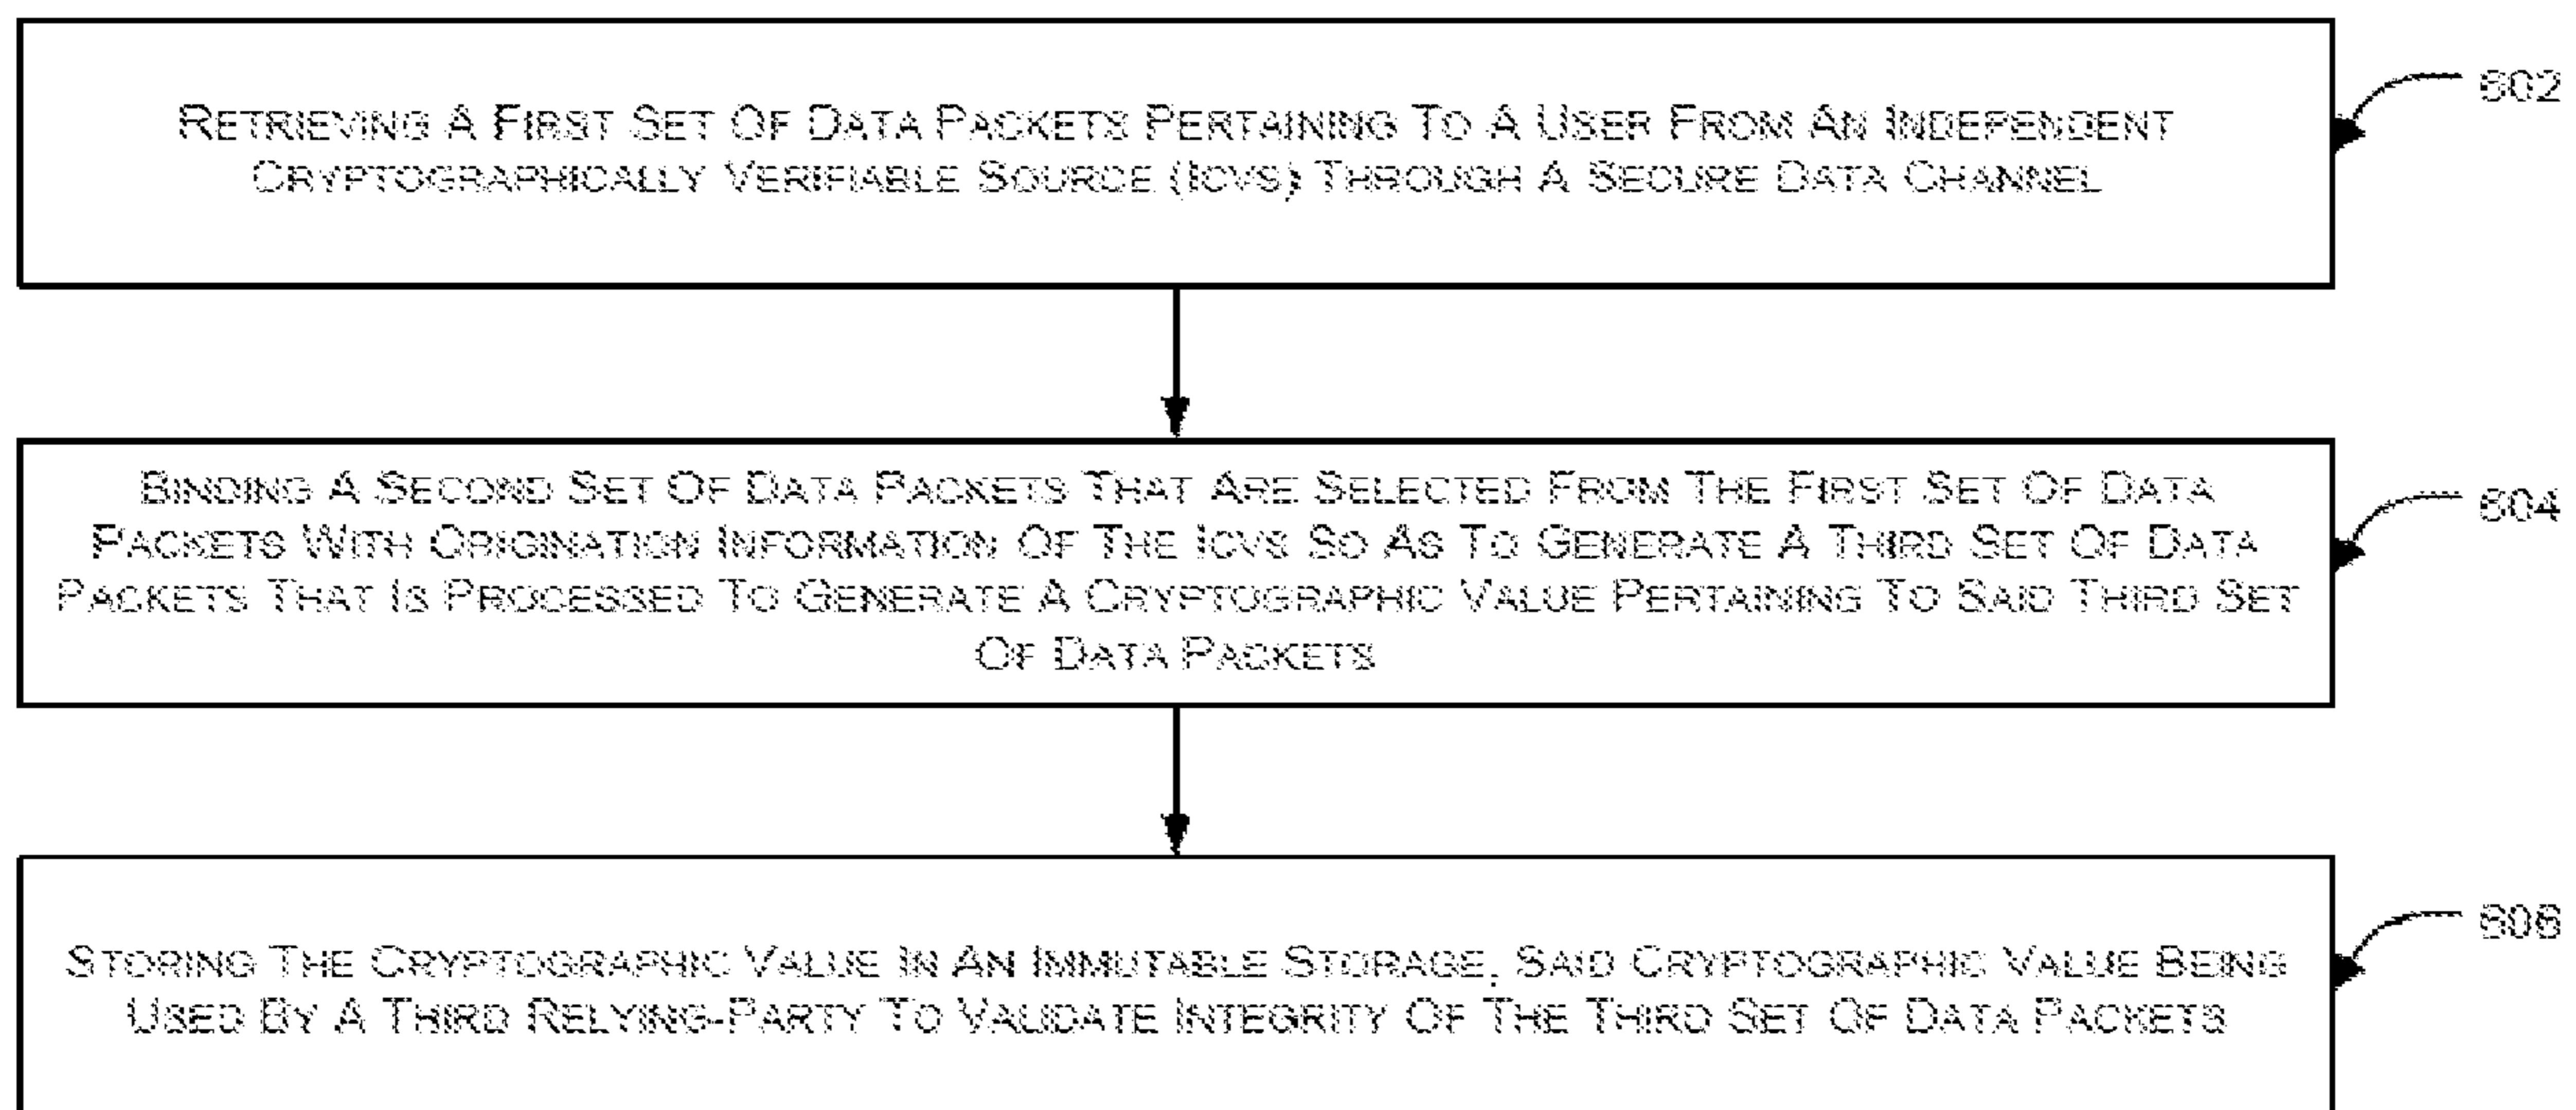 RETRIEVING A FIRST SET OF DATA PACKETS PERTAINING TO A USER FROM AN INDEPENDENT
CRYPTOGRAPHICALLY VERIFIABLE SOURCE (ICVS) THROUGH A SECURE DATA CHANNEL
602
BINDING A SECOND SET OF DATA PACKETS THAT ARE SELECTED FROM THE FIRST SET OF DATA
PACKETS WITH ORIGINATION INFORMATION OF THE ICVS SO AS TO GENERATE A THIRD SET OF DATA
PACKETS THAT IS PROCESSED TO GENERATE A CRYPTOGRAPHIC VALUE PERTAINING TO SAID THIRD SET
OF DATA PACKETS
604
STORING THE CRYPTOGRAPHIC VALUE IN AN IMMUTABLE STORAGE, SAID CRYPTOGRAPHIC VALUE BEING
USED BY A THIRD RELYING-PARTY TO VALIDATE INTEGRITY OF THE THIRD SET OF DATA PACKETS
606